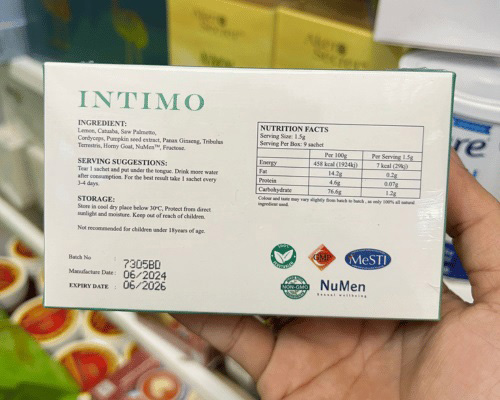 INTIMO
INGREDIENT:
Lemon, Catuaba, Saw Palmetto,
Cordyceps, Pumpkin seed extract, Panax Ginseng, Tribulus
Terrestris, Horny Goat, NuMen™, Fructose.
SERVING SUGGESTIONS:
Tear 1 sachet and put under the tongue. Drink more water
after consumption. For the best result take 1 sachet every
3-4 days.
STORAGE:
Store in cool dry place below 30°C, Protect from direct
sunlight and moisture. Keep out of reach of children.
Not recommended for children under 18years of age.
Batch No : 7305BD
Manufacture Date : 06/2024
EXPIRY DATE : 06/2026
NUTRITION FACTS
Serving Size: 1.5g
Serving Per Box: 9 sachet
Per 100g Per Serving 1.5g
Energy 458 kcal (1924kj) 7 kcal (29kj)
Fat 14.2g 0.2g
Protein 4.6g 0.07g
Carbohydrate 76.6g 1.2g
Colour and taste may vary slightly from batch to batch , as only 100% all natural
ingredient used.
GMP
MeSTI
NON-GMO
NuMen
Sexual wellbeing
re